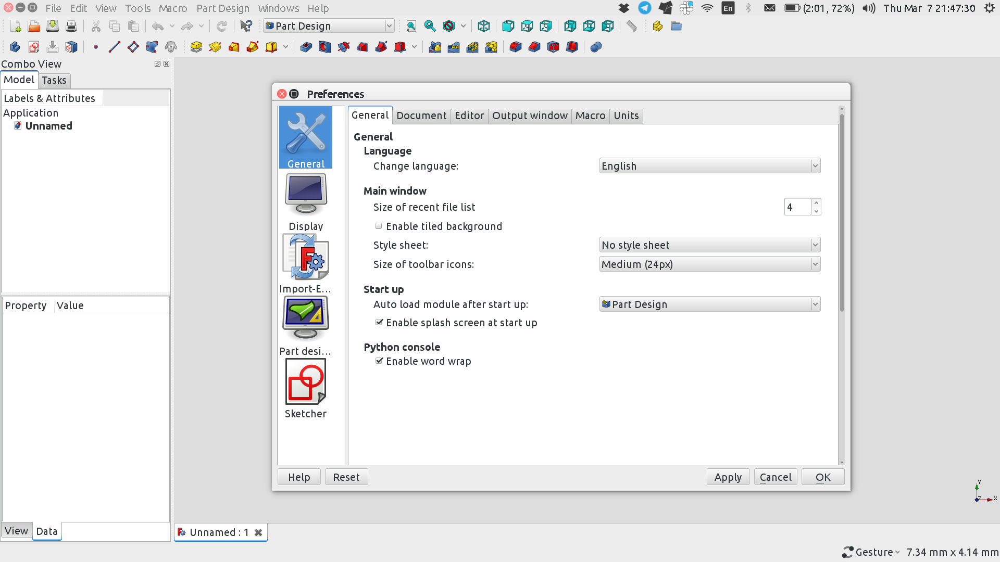 File Edit View Tools Macro Part Design Windows Help
En (2:01, 72%) Thu Mar 7 21:47:30
Part Design
Combo View
Model Tasks
Labels & Attributes
Application
Unnamed
Property Value
View Data
Preferences
General
Display
Import-E...
Part desi...
Sketcher
General Document Editor Output window Macro Units
General
Language
Change language: English
Main window
Size of recent file list 4
Enable tiled background
Style sheet: No style sheet
Size of toolbar icons: Medium (24px)
Start up
Auto load module after start up: Part Design
Enable splash screen at start up
Python console
Enable word wrap
Help Reset Apply Cancel OK
Y
Z X
Unnamed : 1
Gesture 7.34 mm x 4.14 mm